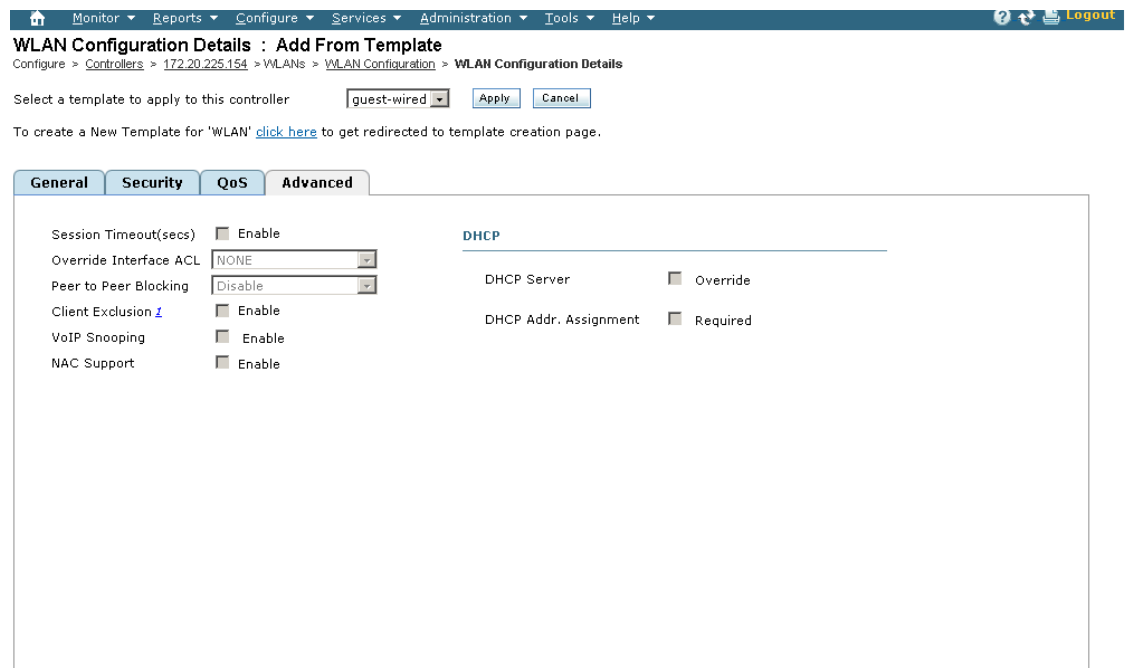 Monitor Reports Configure Services Administration Tools Help Logout
WLAN Configuration Details : Add From Template
Configure > Controllers > 172.20.225.154 > WLANs > WLAN Configuration > WLAN Configuration Details
Select a template to apply to this controller guest-wired Apply Cancel
To create a New Template for 'WLAN' click here to get redirected to template creation page.
General Security QoS Advanced
Session Timeout(secs) Enable
Override Interface ACL NONE
Peer to Peer Blocking Disable
Client Exclusion 1 Enable
VoIP Snooping Enable
NAC Support Enable
DHCP
DHCP Server Override
DHCP Addr. Assignment Required